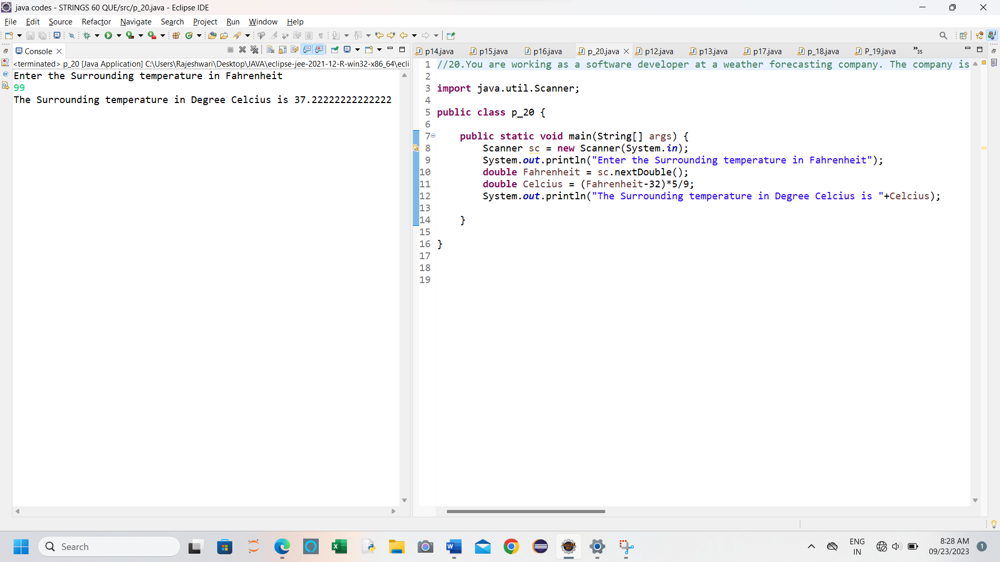 java codes - STRINGS 60 QUE/src/p_20.java - Eclipse IDE
File Edit Source Refactor Navigate Search Project Run Window Help
Console
<terminated> p_20 [Java Application] C:\Users\Rajeshwari\Desktop\JAVA\eclipse-jee-2021-12-R-win32-x86_64\ecli
Enter the Surrounding temperature in Fahrenheit
99
The Surrounding temperature in Degree Celcius is 37.22222222222222
p14.java p15.java p16.java p_20.java p12.java p13.java p17.java p_18.java P_19.java »35
1 //20.You are working as a software developer at a weather forecasting company. The company is
2
3 import java.util.Scanner;
4
5 public class p_20 {
6
7 public static void main(String[] args) {
8 Scanner sc = new Scanner(System.in);
9 System.out.println("Enter the Surrounding temperature in Fahrenheit");
10 double Fahrenheit = sc.nextDouble();
11 double Celcius = (Fahrenheit-32)*5/9;
12 System.out.println("The Surrounding temperature in Degree Celcius is "+Celcius);
13
14 }
15
16 }
17
18
19
Search
ENG
IN
8:28 AM
09/23/2023
1